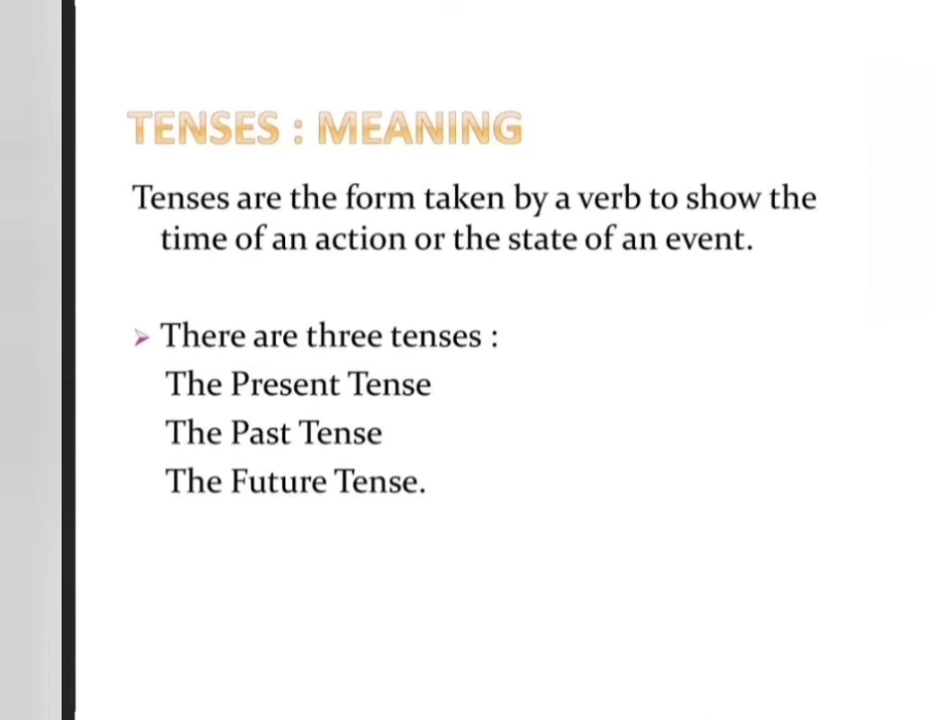 TENSES : MEANING
Tenses are the form taken by a verb to show the
time of an action or the state of an event.
➢ There are three tenses :
The Present Tense
The Past Tense
The Future Tense.